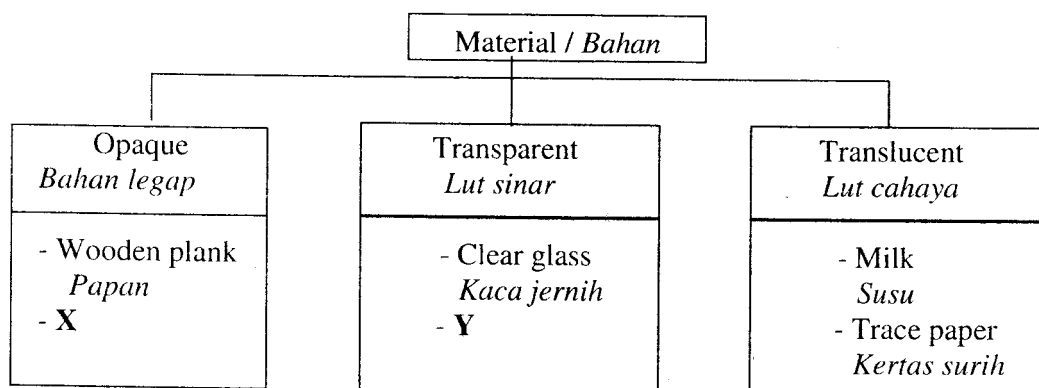 Material / Bahan
Opaque
Bahan legap
- Wooden plank
Papan
- X
Transparent
Lut sinar
- Clear glass
Kaca jernih
- Y
Translucent
Lut cahaya
- Milk
Susu
- Trace paper
Kertas surih